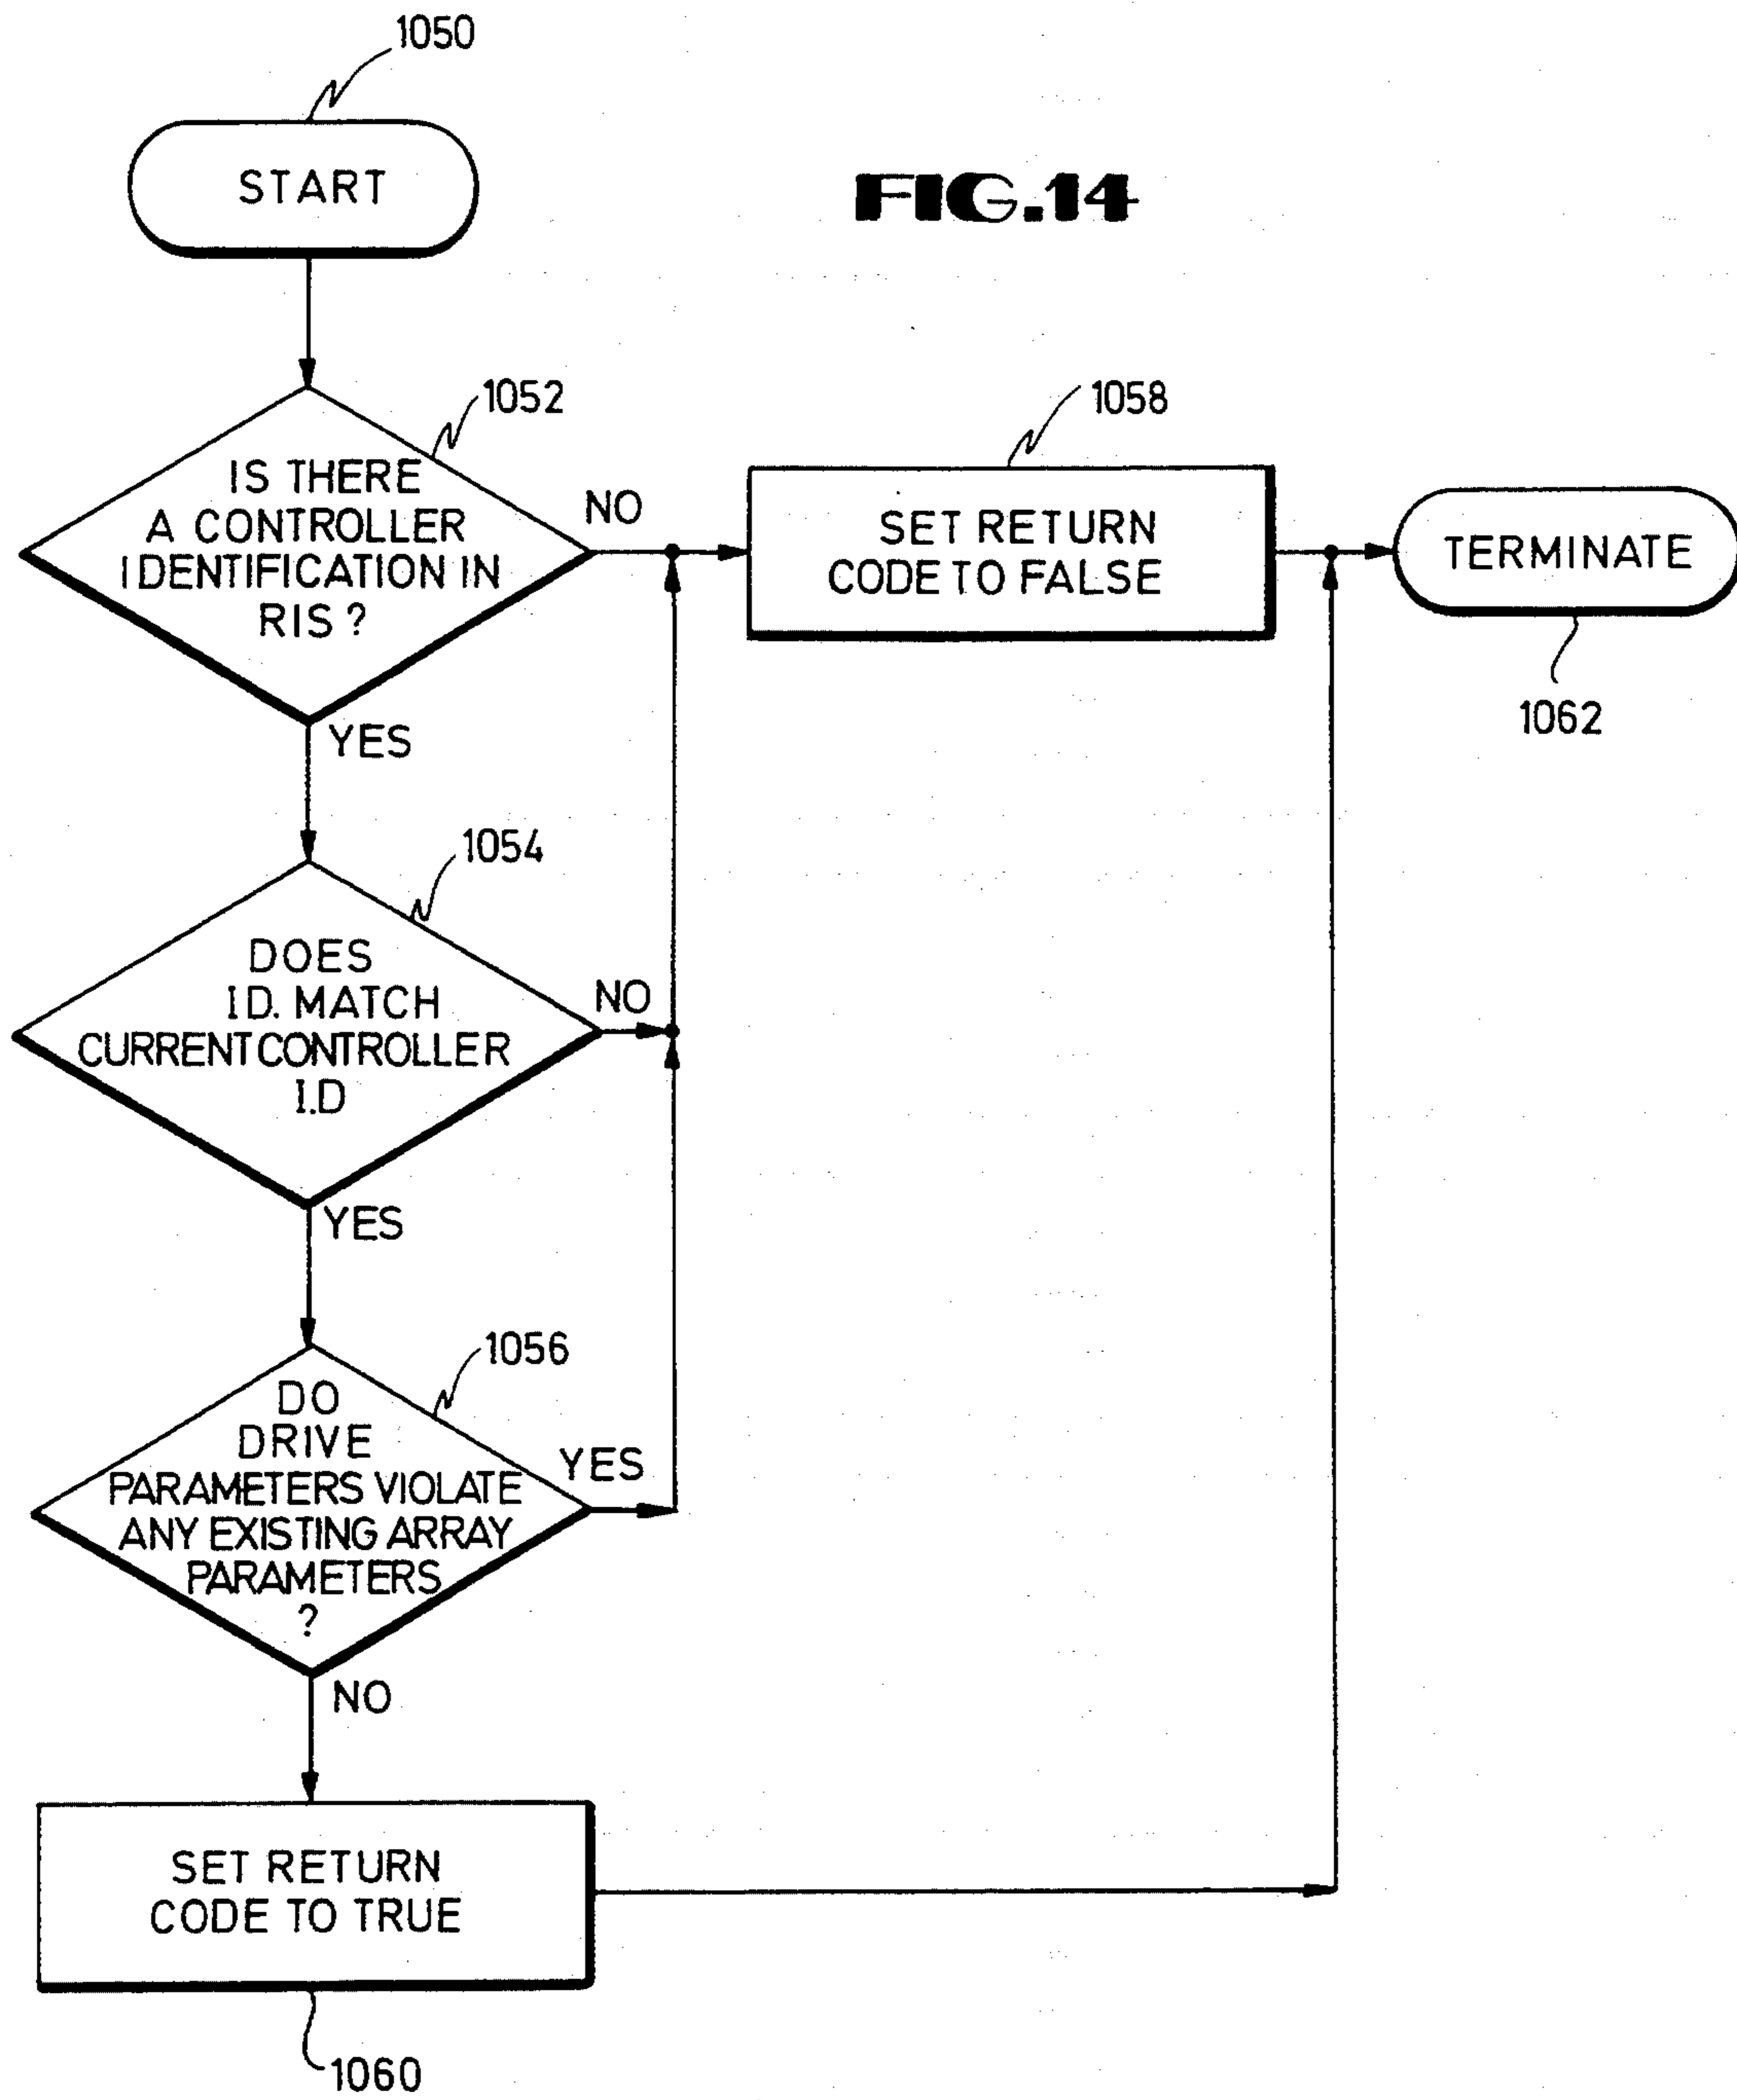 1050
START
FIG.14
1052
IS THERE
A CONTROLLER
IDENTIFICATION IN
RIS ?
NO
YES
1058
SET RETURN
CODE TO FALSE
TERMINATE
1062
1054
DOES
I D. MATCH
CURRENT CONTROLLER
I.D
NO
YES
1056
DO
DRIVE
PARAMETERS VIOLATE
ANY EXISTING ARRAY
PARAMETERS
?
YES
NO
SET RETURN
CODE TO TRUE
1060